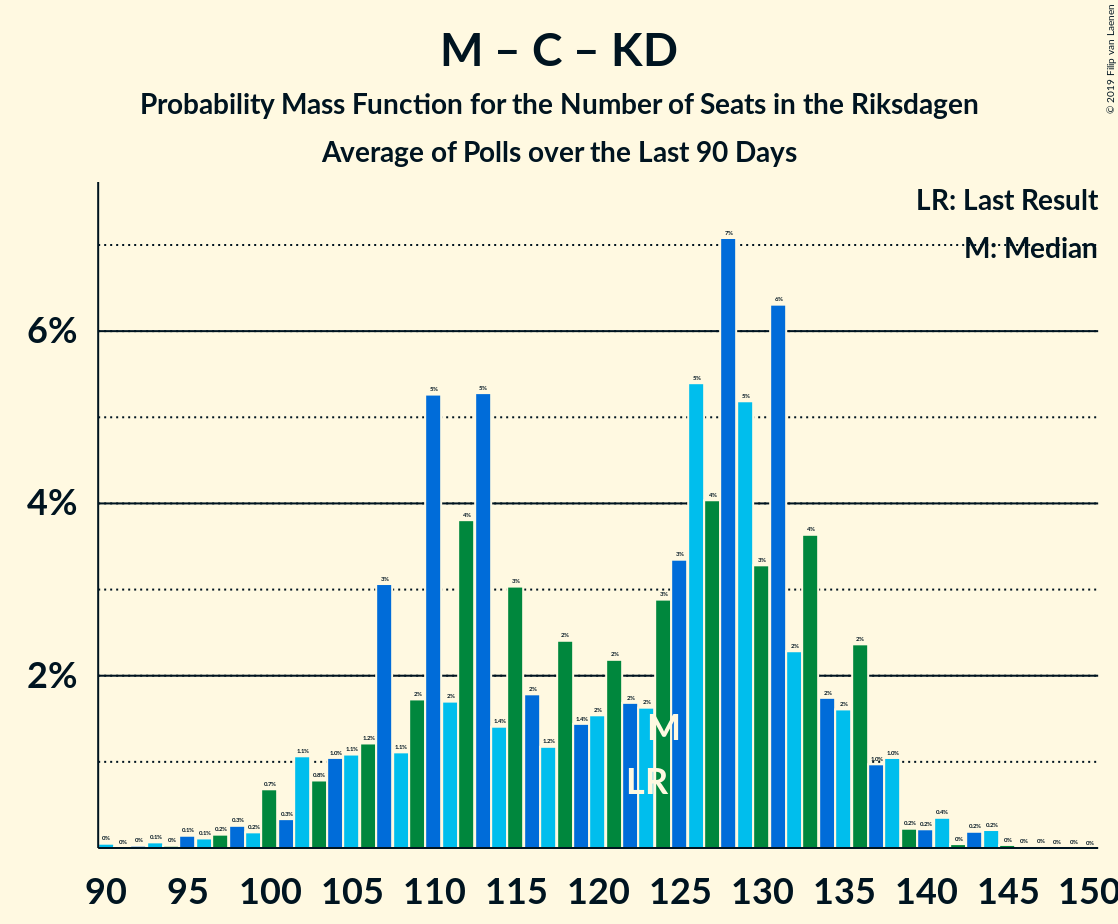 M – C – KD
Probability Mass Function for the Number of Seats in the Riksdagen
Average of Polls over the Last 90 Days
© 2019 Filip van Laenen
LR: Last Result
M: Median
6%
4%
2%
0% 0% 0% 0.1% 0% 0.1% 0.1% 0.2% 0.3% 0.2% 0.7% 0.3% 1.1% 0.8% 1.0% 1.1% 1.2% 3% 1.1% 2% 5% 2% 4% 5% 1.4% 3% 2% 1.2% 2% 1.4% 2% 2% 2% 2% 3% 3% 5% 4% 7% 5% 3% 6% 2% 4% 2% 2% 2% 1.0% 1.0% 0.2% 0.2% 0.4% 0% 0.2% 0.2% 0% 0% 0% 0% 0% 0%
M
LR
90 95 100 105 110 115 120 125 130 135 140 145 150